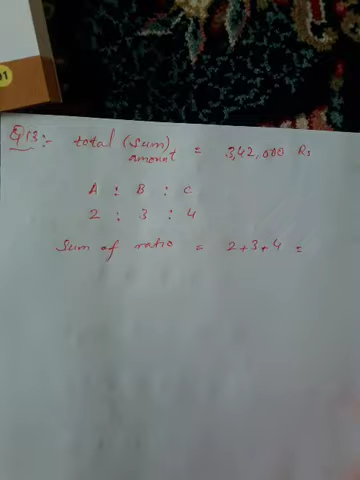 Q13:- total (Sum) amount = 3,42,000 Rs
A : B : C
2 : 3 : 4
Sum of ratio = 2+3+4 =